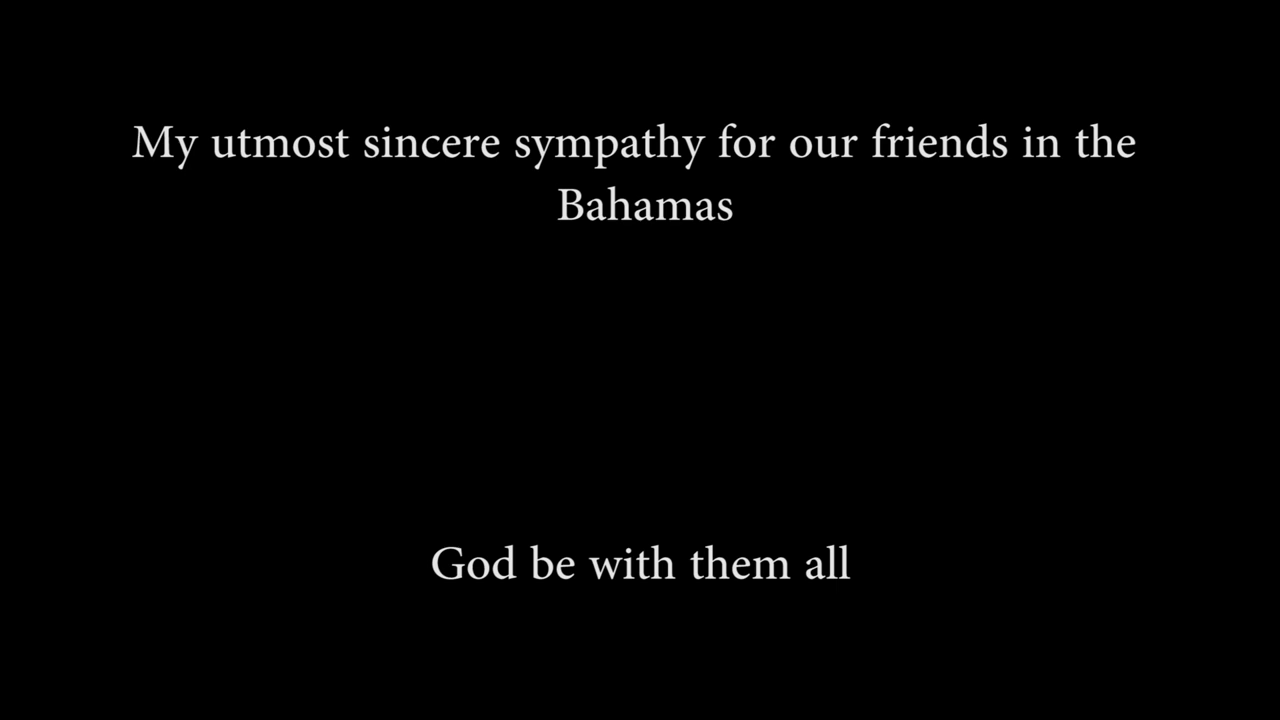 My utmost sincere sympathy for our friends in the
Bahamas
God be with them all